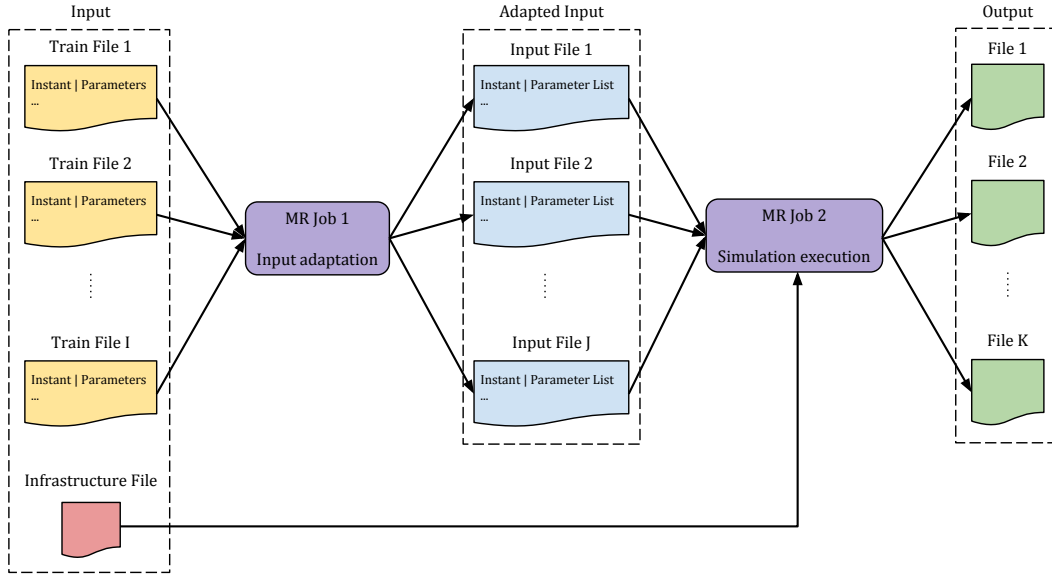 Input
Adapted Input
Output
Train File 1
Instant | Parameters
...
Train File 2
Instant | Parameters
...
Train File I
Instant | Parameters
...
Infrastructure File
MR Job 1
Input adaptation
Input File 1
Instant | Parameter List
...
Input File 2
Instant | Parameter List
...
Input File J
Instant | Parameter List
...
MR Job 2
Simulation execution
File 1
File 2
File K